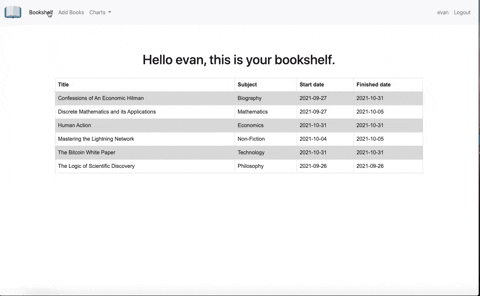 Bookshelf Add Books Charts evan Logout
Hello evan, this is your bookshelf.
Title Subject Start date Finished date
Confessions of An Economic Hitman Biography 2021-09-27 2021-10-31
Discrete Mathematics and its Applications Mathematics 2021-09-27 2021-10-05
Human Action Economics 2021-10-31 2021-10-31
Mastering the Lightning Network Non-Fiction 2021-10-04 2021-10-05
The Bitcoin White Paper Technology 2021-10-31 2021-10-31
The Logic of Scientific Discovery Philosophy 2021-09-26 2021-09-26